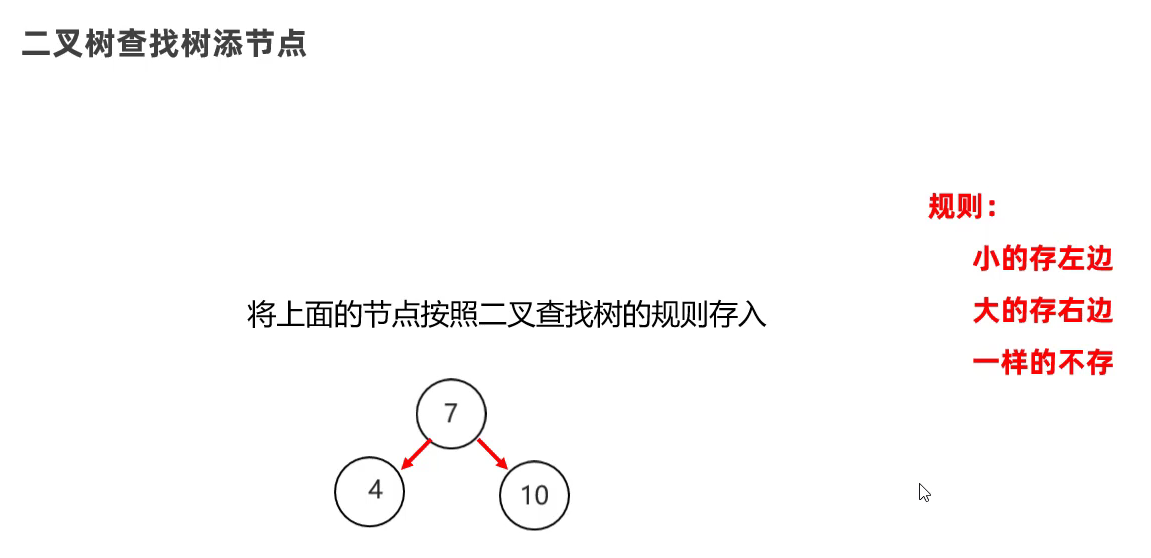 二叉树查找树添节点
规则：
小的存左边
将上面的节点按照二叉查找树的规则存入
大的存右边
一样的不存
7
4
10